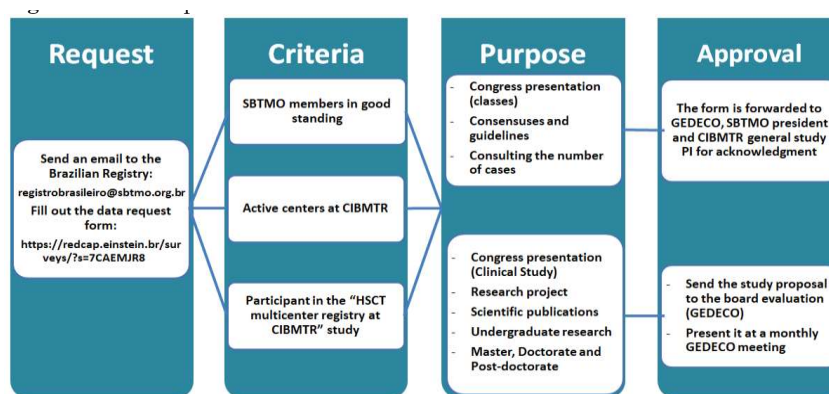 Request
Send an email to the
Brazilian Registry:
registrobrasileiro@sbtmo.org.br
Fill out the data request
form:
https://redcap.einstein.br/sur
veys/?s=7CAEMJR8
Criteria
SBTMO members in good
standing
Active centers at CIBMTR
Participant in the “HSCT
multicenter registry at
CIBMTR” study
Purpose
- Congress presentation
(classes)
- Consensuses and
guidelines
- Consulting the number
of cases
- Congress presentation
(Clinical Study)
- Research project
- Scientific publications
- Undergraduate research
- Master, Doctorate and
Post-doctorate
Approval
The form is forwarded to
GEDECO, SBTMO president
and CIBMTR general study
PI for acknowledgment
- Send the study proposal
to the board evaluation
(GEDECO)
- Present it at a monthly
GEDECO meeting